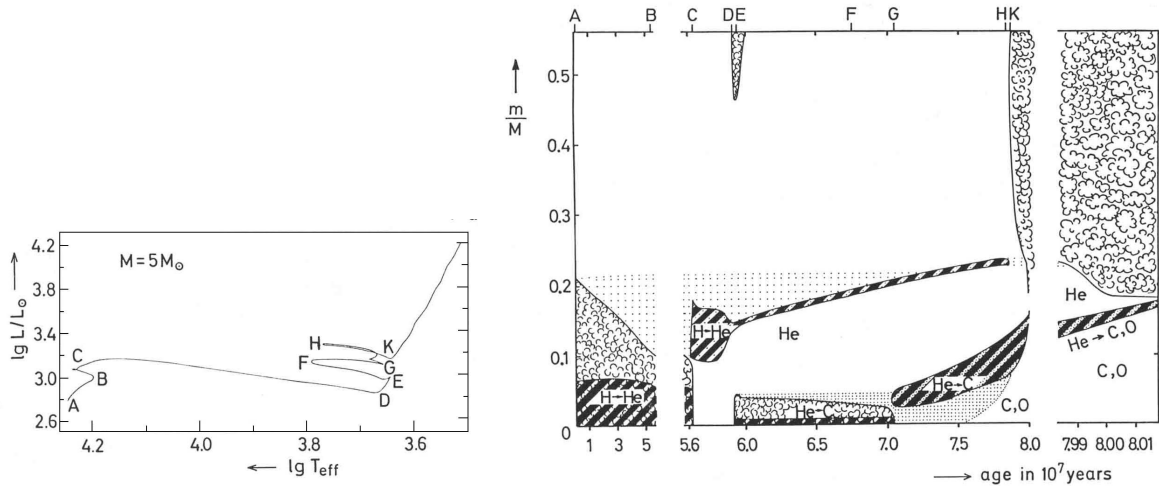 4.2
3.8
3.4
3.0
2.6
lg L/L⊙ →
M=5M⊙
A
B
C
D
E
F
G
H
K
4.2 4.0 3.8 3.6
← lg Teff
A B C D E F G H K
0.5
m/M
0.4
0.3
0.2
0.1
0
H→He
H→He
He
He→C
He→C
C,O
He
He→C,O
C,O
1 3 5 5.6 6.0 6.5 7.0 7.5 8.0 7.99 8.00 8.01
→ age in 10⁷ years